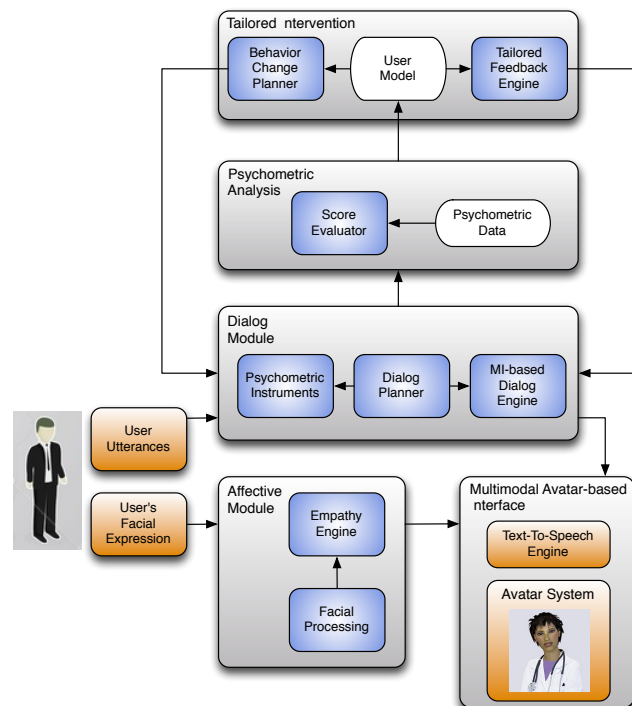 Tailored ntervention
Behavior
Change
Planner
User
Model
Tailored
Feedback
Engine
Psychometric
Analysis
Score
Evaluator
Psychometric
Data
Dialog
Module
Psychometric
Instruments
Dialog
Planner
MI-based
Dialog
Engine
User
Utterances
User's
Facial
Expression
Affective
Module
Empathy
Engine
Facial
Processing
Multimodal Avatar-based
nterface
Text-To-Speech
Engine
Avatar System